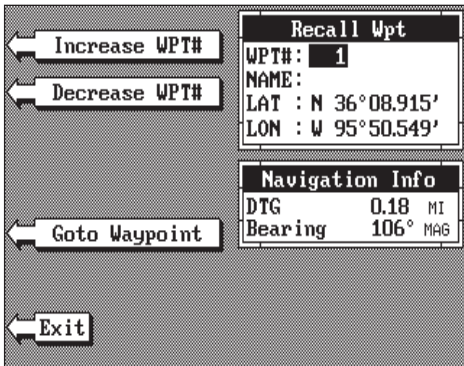 Increase WPT#
Decrease WPT#
Goto Waypoint
Exit
Recall Wpt
WPT#: 1
NAME:
LAT : N 36°08.915'
LON : W 95°50.549'
Navigation Info
DTG 0.18 MI
Bearing 106° MAG